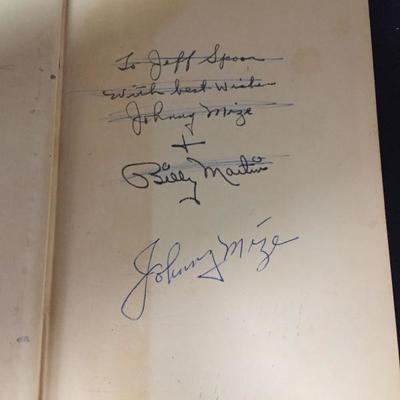 To Jeff Spoon
With best Wishes
Johnny Mize
+
Billy Martin
Johnny Mize